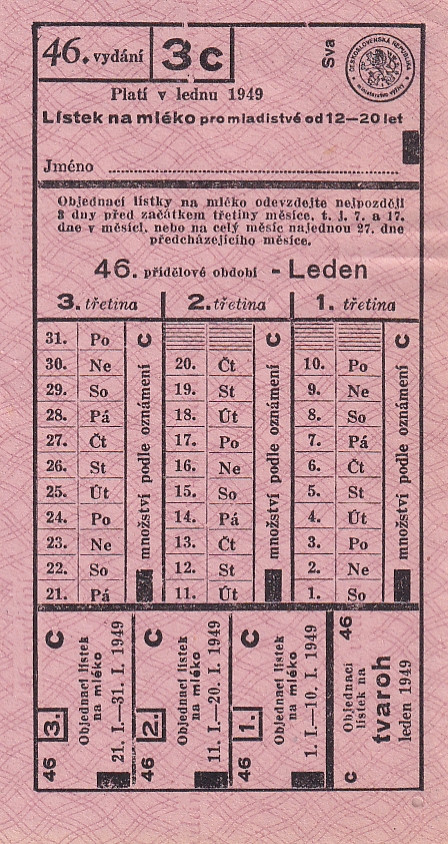 46. vydání
3c
Sva
ČESKOSLOVENSKÁ REPUBLIKA
Platí v lednu 1949
Lístek na mléko pro mladistvé od 12—20 let
Jméno
Objednací lístky na mléko odevzdejte nejpozději
3 dny před začátkem třetiny měsíce, t. j. 7. a 17.
dne v měsíci, nebo na celý měsíc najednou 27. dne
předcházejícího měsíce.
46. přídělové období - Leden
3. třetina 2. třetina 1. třetina
31. Po
30. Ne 20. Čt 10. Po
29. So 19. St 9. Ne
28. Pá 18. Út 8. So
27. Čt 17. Po 7. Pá
26. St 16. Ne 6. Čt
25. Út 15. So 5. St
24. Po 14. Pá 4. Út
23. Ne 13. Čt 3. Po
22. So 12. St 2. Ne
21. Pá 11. Út 1. So
množství podle oznámení C
množství podle oznámení C
množství podle oznámení C
46 3. C
Objednací lístek
na mléko
21. I.—31. I. 1949
46 2. C
Objednací lístek
na mléko
11. I.—20. I. 1949
46 1. C
Objednací lístek
na mléko
1. I.—10. I. 1949
C 46
Objednací
lístek na
tvaroh
leden 1949